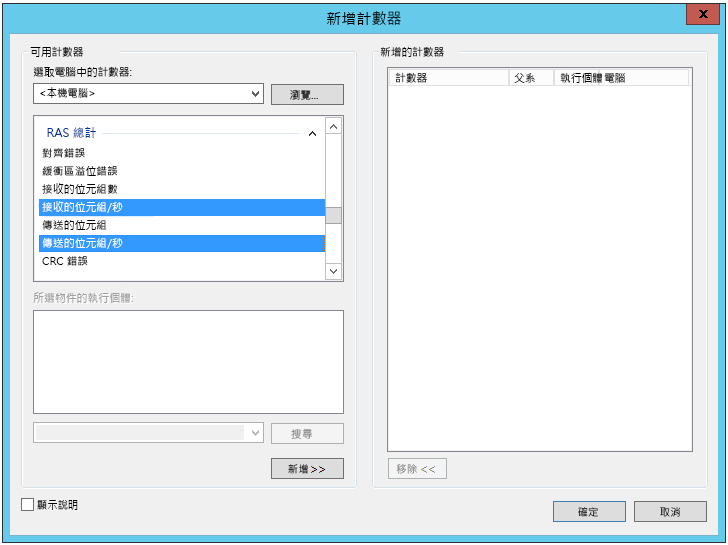 新增計數器
x
可用計數器
選取電腦中的計數器:
<本機電腦>
瀏覽...
RAS 總計
對齊錯誤
緩衝區溢位錯誤
接收的位元組數
接收的位元組/秒
傳送的位元組
傳送的位元組/秒
CRC 錯誤
所選物件的執行個體:
搜尋
新增>>
顯示說明
新增的計數器
計數器 父系 執行個體 電腦
移除 <<
確定
取消